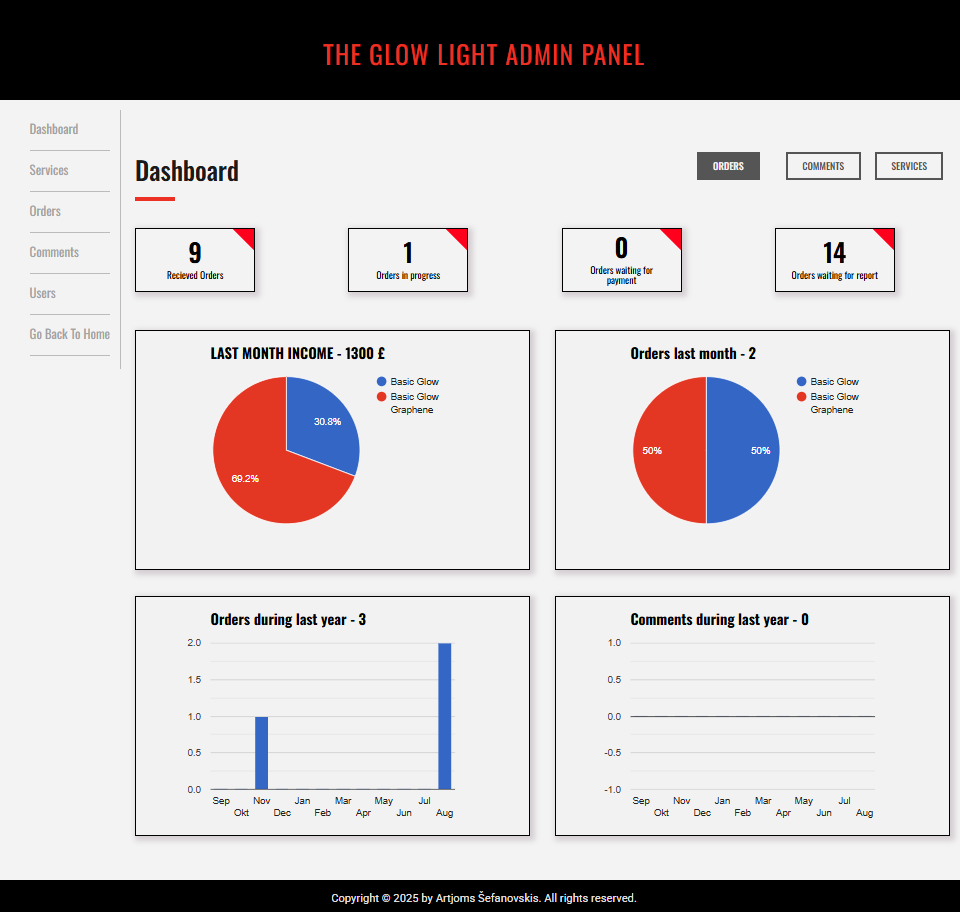 THE GLOW LIGHT ADMIN PANEL
Dashboard
Services
Orders
Comments
Users
Go Back To Home
Dashboard
ORDERS
COMMENTS
SERVICES
9
Recieved Orders
1
Orders in progress
0
Orders waiting for
payment
14
Orders waiting for report
LAST MONTH INCOME - 1300 £
Basic Glow
Basic Glow
Graphene
30.8%
69.2%
Orders last month - 2
Basic Glow
Basic Glow
Graphene
50%
50%
Orders during last year - 3
2.0
1.5
1.0
0.5
0.0
Sep Nov Jan Mar May Jul
Okt Dec Feb Apr Jun Aug
Comments during last year - 0
1.0
0.5
0.0
-0.5
-1.0
Sep Nov Jan Mar May Jul
Okt Dec Feb Apr Jun Aug
Copyright © 2025 by Artjoms Šefanovskis. All rights reserved.